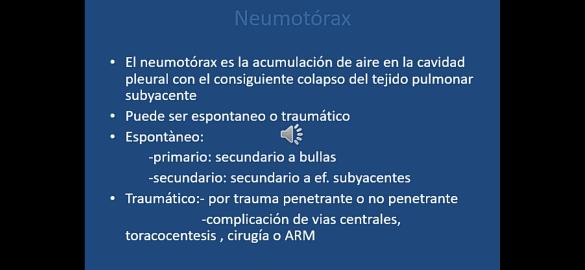 Neumotórax
• El neumotórax es la acumulación de aire en la cavidad
pleural con el consiguiente colapso del tejido pulmonar
subyacente
• Puede ser espontaneo o traumático
• Espontàneo:
-primario: secundario a bullas
-secundario: secundario a ef. subyacentes
• Traumático:- por trauma penetrante o no penetrante
-complicación de vias centrales,
toracocentesis , cirugía o ARM